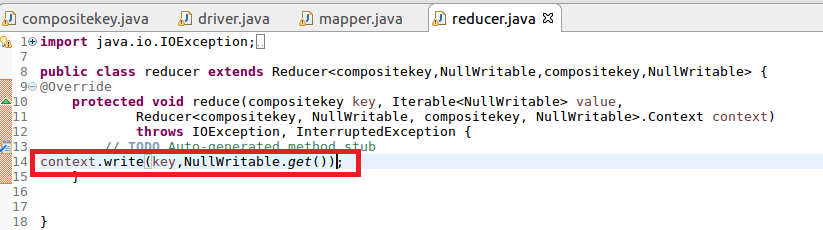 compositekey.java driver.java mapper.java reducer.java
1 import java.io.IOException;
7
8 public class reducer extends Reducer<compositekey,NullWritable,compositekey,NullWritable> {
9 @Override
10 protected void reduce(compositekey key, Iterable<NullWritable> value,
11 Reducer<compositekey, NullWritable, compositekey, NullWritable>.Context context)
12 throws IOException, InterruptedException {
13 // TODO Auto-generated method stub
14 context.write(key,NullWritable.get());
15 }
16
17
18 }